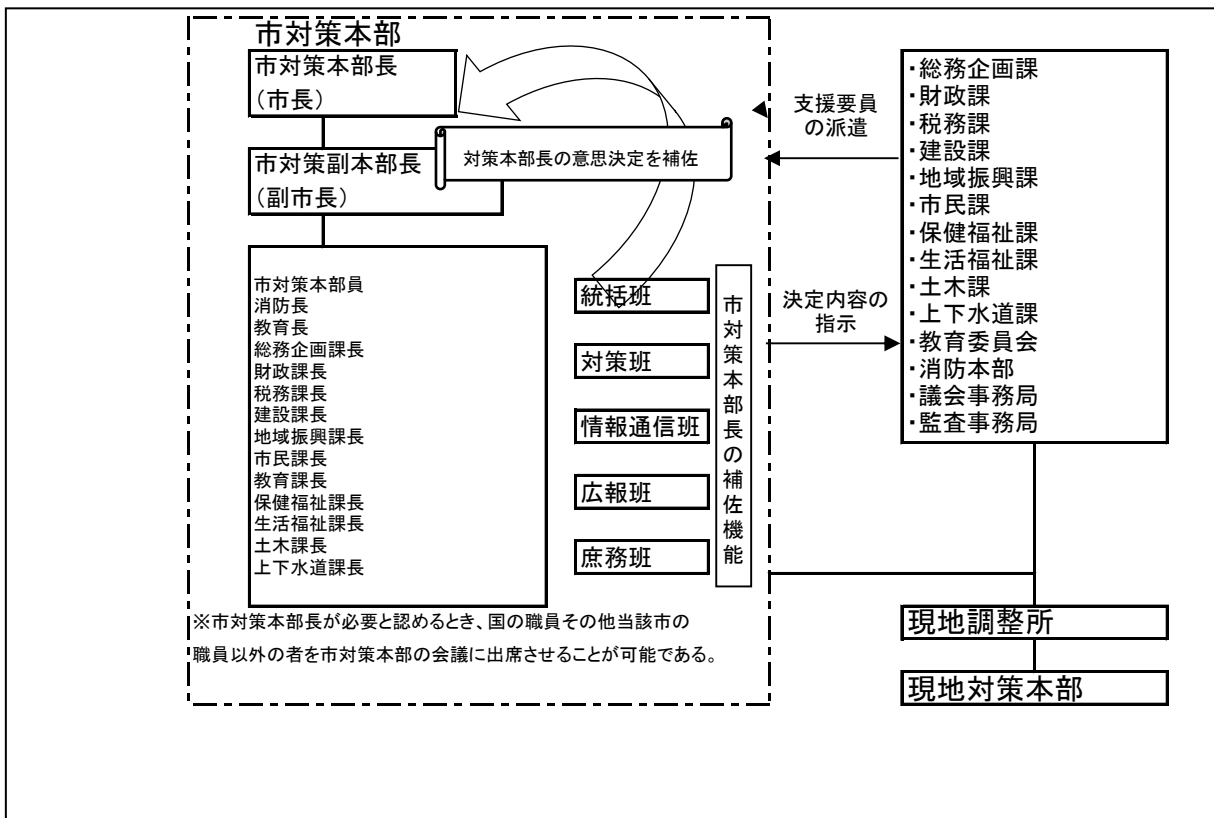 市対策本部
市対策本部長
（市長）
市対策副本部長
（副市長）
対策本部長の意思決定を補佐
市対策本部員
消防長
教育長
総務企画課長
財政課長
税務課長
建設課長
地域振興課長
市民課長
教育課長
保健福祉課長
生活福祉課長
土木課長
上下水道課長
統括班
対策班
情報通信班
広報班
庶務班
市対策本部長の補佐機能
※市対策本部長が必要と認めるとき、国の職員その他当該市の
職員以外の者を市対策本部の会議に出席させることが可能である。
支援要員
の派遣
決定内容の
指示
・総務企画課
・財政課
・税務課
・建設課
・地域振興課
・市民課
・保健福祉課
・生活福祉課
・土木課
・上下水道課
・教育委員会
・消防本部
・議会事務局
・監査事務局
現地調整所
現地対策本部